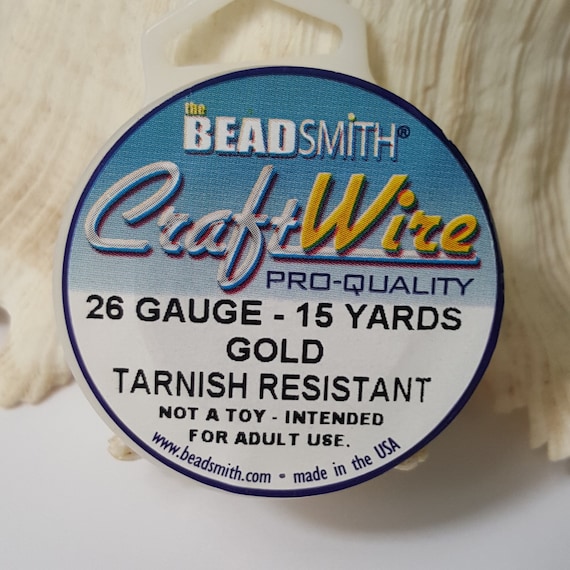 the
BEADSMITH®
CraftWire
PRO-QUALITY
26 GAUGE - 15 YARDS
GOLD
TARNISH RESISTANT
NOT A TOY - INTENDED
FOR ADULT USE.
www.beadsmith.com • made in the USA